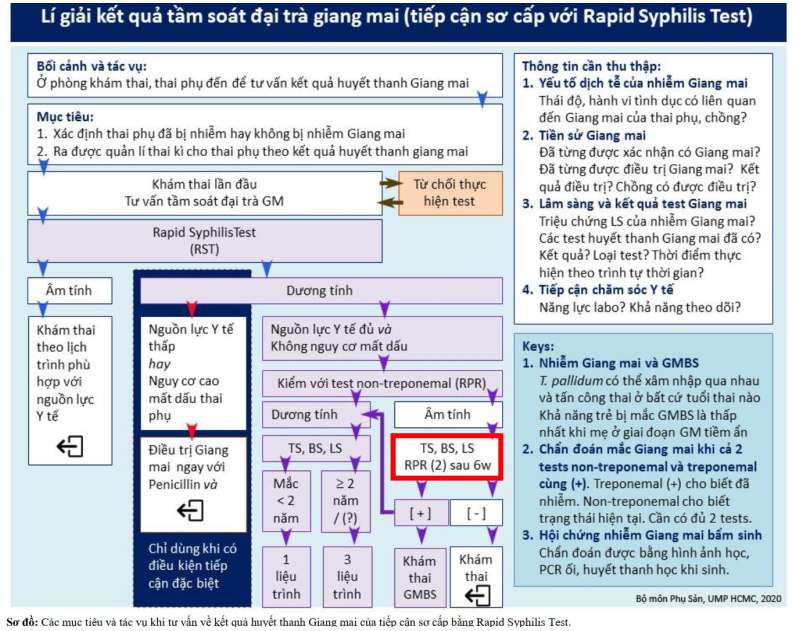 Lí giải kết quả tầm soát đại trà giang mai (tiếp cận sơ cấp với Rapid Syphilis Test)
Bối cảnh và tác vụ:
Ở phòng khám thai, thai phụ đến để tư vấn kết quả huyết thanh Giang mai
Mục tiêu:
1. Xác định thai phụ đã bị nhiễm hay không bị nhiễm Giang mai
2. Ra được quản lí thai kì cho thai phụ theo kết quả huyết thanh giang mai
Khám thai lần đầu
Tư vấn tầm soát đại trà GM
Từ chối thực
hiện test
Rapid SyphilisTest
(RST)
Âm tính
Dương tính
Khám thai
theo lịch
trình phù
hợp với
nguồn lực
Y tế
Nguồn lực Y tế
thấp
hay
Nguy cơ cao
mất dấu thai
phụ
Điều trị Giang
mai ngay với
Penicillin và
Chỉ dùng khi có
điều kiện tiếp
cận đặc biệt
Nguồn lực Y tế đủ và
Không nguy cơ mất dấu
Kiểm với test non-treponemal (RPR)
Dương tính
Âm tính
TS, BS, LS
TS, BS, LS
RPR (2) sau 6w
Mắc
< 2
năm
≥ 2
năm
/ (?)
[ + ]
[ - ]
1
liệu
trình
3
liệu
trình
Khám
thai
GMBS
Khám
thai
Thông tin cần thu thập:
1. Yếu tố dịch tễ của nhiễm Giang mai
Thái độ, hành vi tình dục có liên quan
đến Giang mai của thai phụ, chồng?
2. Tiền sử Giang mai
Đã từng được xác nhận có Giang mai?
Đã từng được điều trị Giang mai? Kết
quả điều trị? Chồng có được điều trị?
3. Lâm sàng và kết quả test Giang mai
Triệu chứng LS của nhiễm Giang mai?
Các test huyết thanh Giang mai đã có?
Kết quả? Loại test? Thời điểm thực
hiện theo trình tự thời gian?
4. Tiếp cận chăm sóc Y tế
Năng lực labo? Khả năng theo dõi?
Keys:
1. Nhiễm Giang mai và GMBS
T. pallidum có thể xâm nhập qua nhau
và tấn công thai ở bất cứ tuổi thai nào
Khả năng trẻ bị mắc GMBS là thấp
nhất khi mẹ ở giai đoạn GM tiềm ẩn
2. Chẩn đoán mắc Giang mai khi cả 2
tests non-treponemal và treponemal
cùng (+). Treponemal (+) cho biết đã
nhiễm. Non-treponemal cho biết
trạng thái hiện tại. Cần có đủ 2 tests.
3. Hội chứng nhiễm Giang mai bẩm sinh
Chẩn đoán được bằng hình ảnh học,
PCR ối, huyết thanh học khi sinh.
Bộ môn Phụ Sản, UMP HCMC, 2020
Sơ đồ: Các mục tiêu và tác vụ khi tư vấn về kết quả huyết thanh Giang mai của tiếp cận sơ cấp bằng Rapid Syphilis Test.